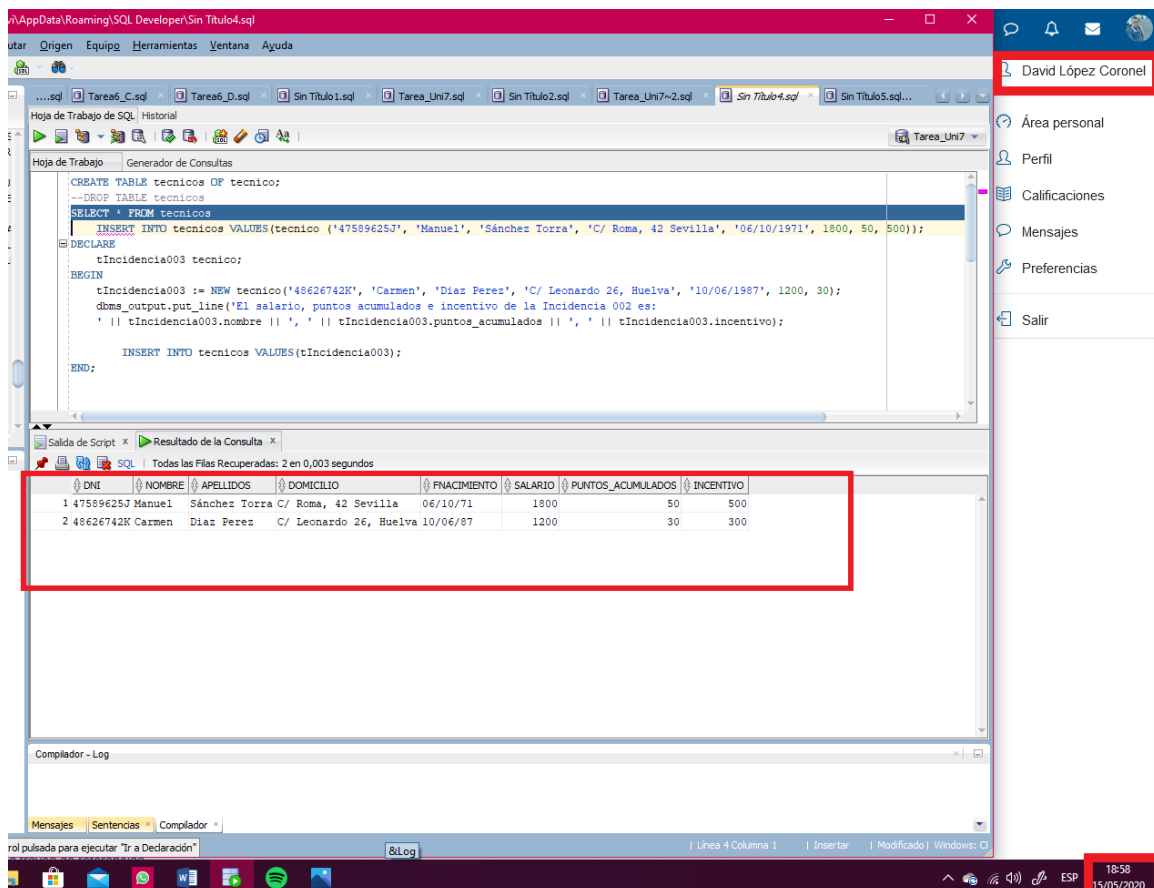 vi\AppData\Roaming\SQL Developer\Sin Título4.sql
utar Origen Equipo Herramientas Ventana Ayuda
....sql Tarea6_C.sql Tarea6_D.sql Sin Título1.sql Tarea_Uni7.sql Sin Título2.sql Tarea_Uni7~2.sql Sin Título4.sql Sin Título5.sql...
Hoja de Trabajo de SQL Historial
Tarea_Uni7
Hoja de Trabajo Generador de Consultas
CREATE TABLE tecnicos OF tecnico;
--DROP TABLE tecnicos
SELECT * FROM tecnicos
INSERT INTO tecnicos VALUES(tecnico ('47589625J', 'Manuel', 'Sánchez Torra', 'C/ Roma, 42 Sevilla', '06/10/1971', 1800, 50, 500));
DECLARE
tIncidencia003 tecnico;
BEGIN
tIncidencia003 := NEW tecnico('48626742K', 'Carmen', 'Diaz Perez', 'C/ Leonardo 26, Huelva', '10/06/1987', 1200, 30);
dbms_output.put_line('El salario, puntos acumulados e incentivo de la Incidencia 002 es:
' || tIncidencia003.nombre || ', ' || tIncidencia003.puntos_acumulados || ', ' || tIncidencia003.incentivo);
INSERT INTO tecnicos VALUES(tIncidencia003);
END;
Salida de Script Resultado de la Consulta
SQL | Todas las Filas Recuperadas: 2 en 0,003 segundos
DNI NOMBRE APELLIDOS DOMICILIO FNACIMIENTO SALARIO PUNTOS_ACUMULADOS INCENTIVO
1 47589625J Manuel Sánchez Torra C/ Roma, 42 Sevilla 06/10/71 1800 50 500
2 48626742K Carmen Diaz Perez C/ Leonardo 26, Huelva 10/06/87 1200 30 300
Compilador - Log
Mensajes Sentencias Compilador
rol pulsada para ejecutar "Ir a Declaración"
&Log
Línea 4 Columna 1 | Insertar | Modificado | Windows: Cl
David López Coronel
Área personal
Perfil
Calificaciones
Mensajes
Preferencias
Salir
ESP
18:58
15/05/2020